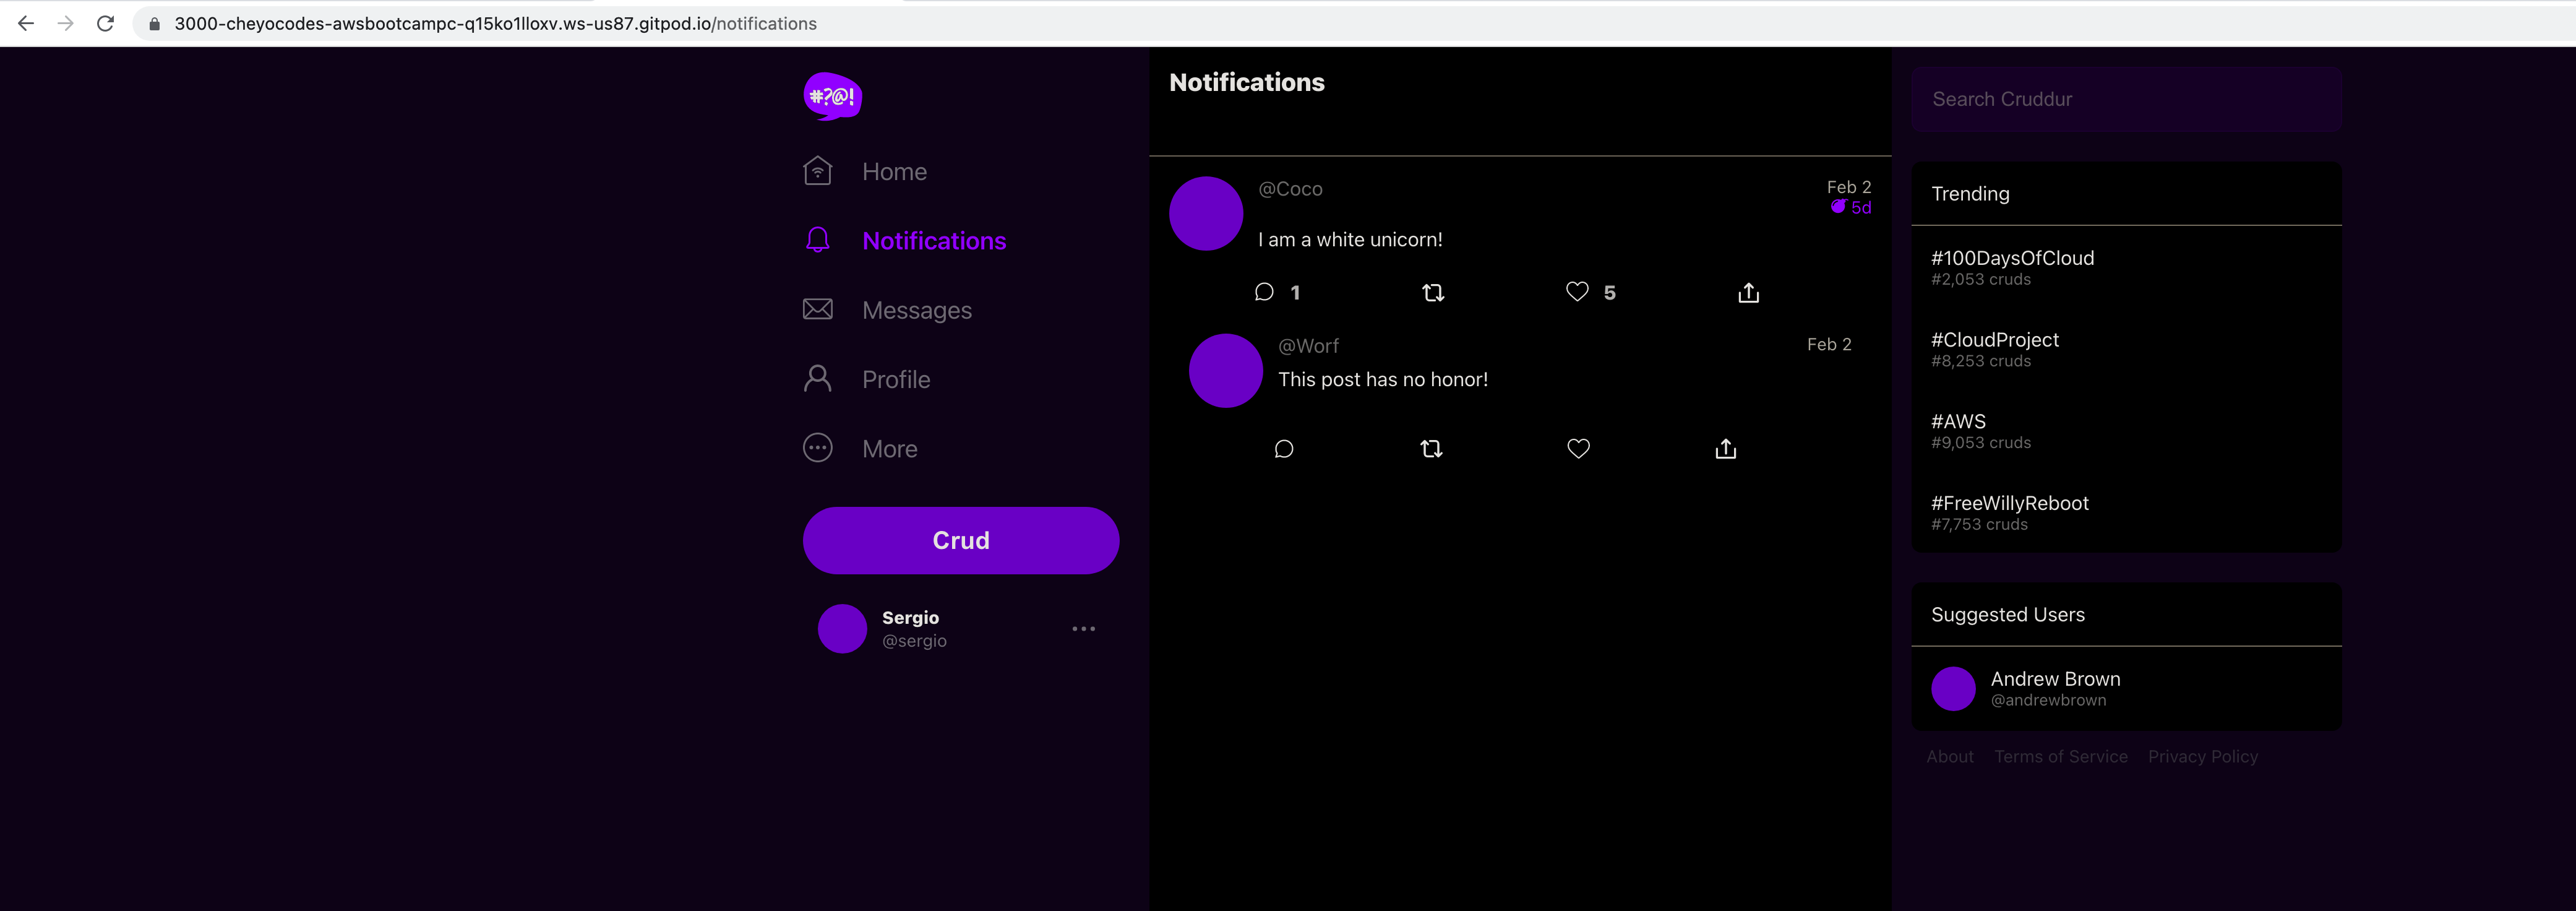 3000-cheyocodes-awsbootcampc-q15ko1lloxv.ws-us87.gitpod.io/notifications
#?@!
Home
Notifications
Messages
Profile
More
Crud
Sergio
@sergio
Notifications
@Coco
Feb 2
5d
I am a white unicorn!
1
5
@Worf
Feb 2
This post has no honor!
Search Cruddur
Trending
#100DaysOfCloud
#2,053 cruds
#CloudProject
#8,253 cruds
#AWS
#9,053 cruds
#FreeWillyReboot
#7,753 cruds
Suggested Users
Andrew Brown
@andrewbrown
About Terms of Service Privacy Policy